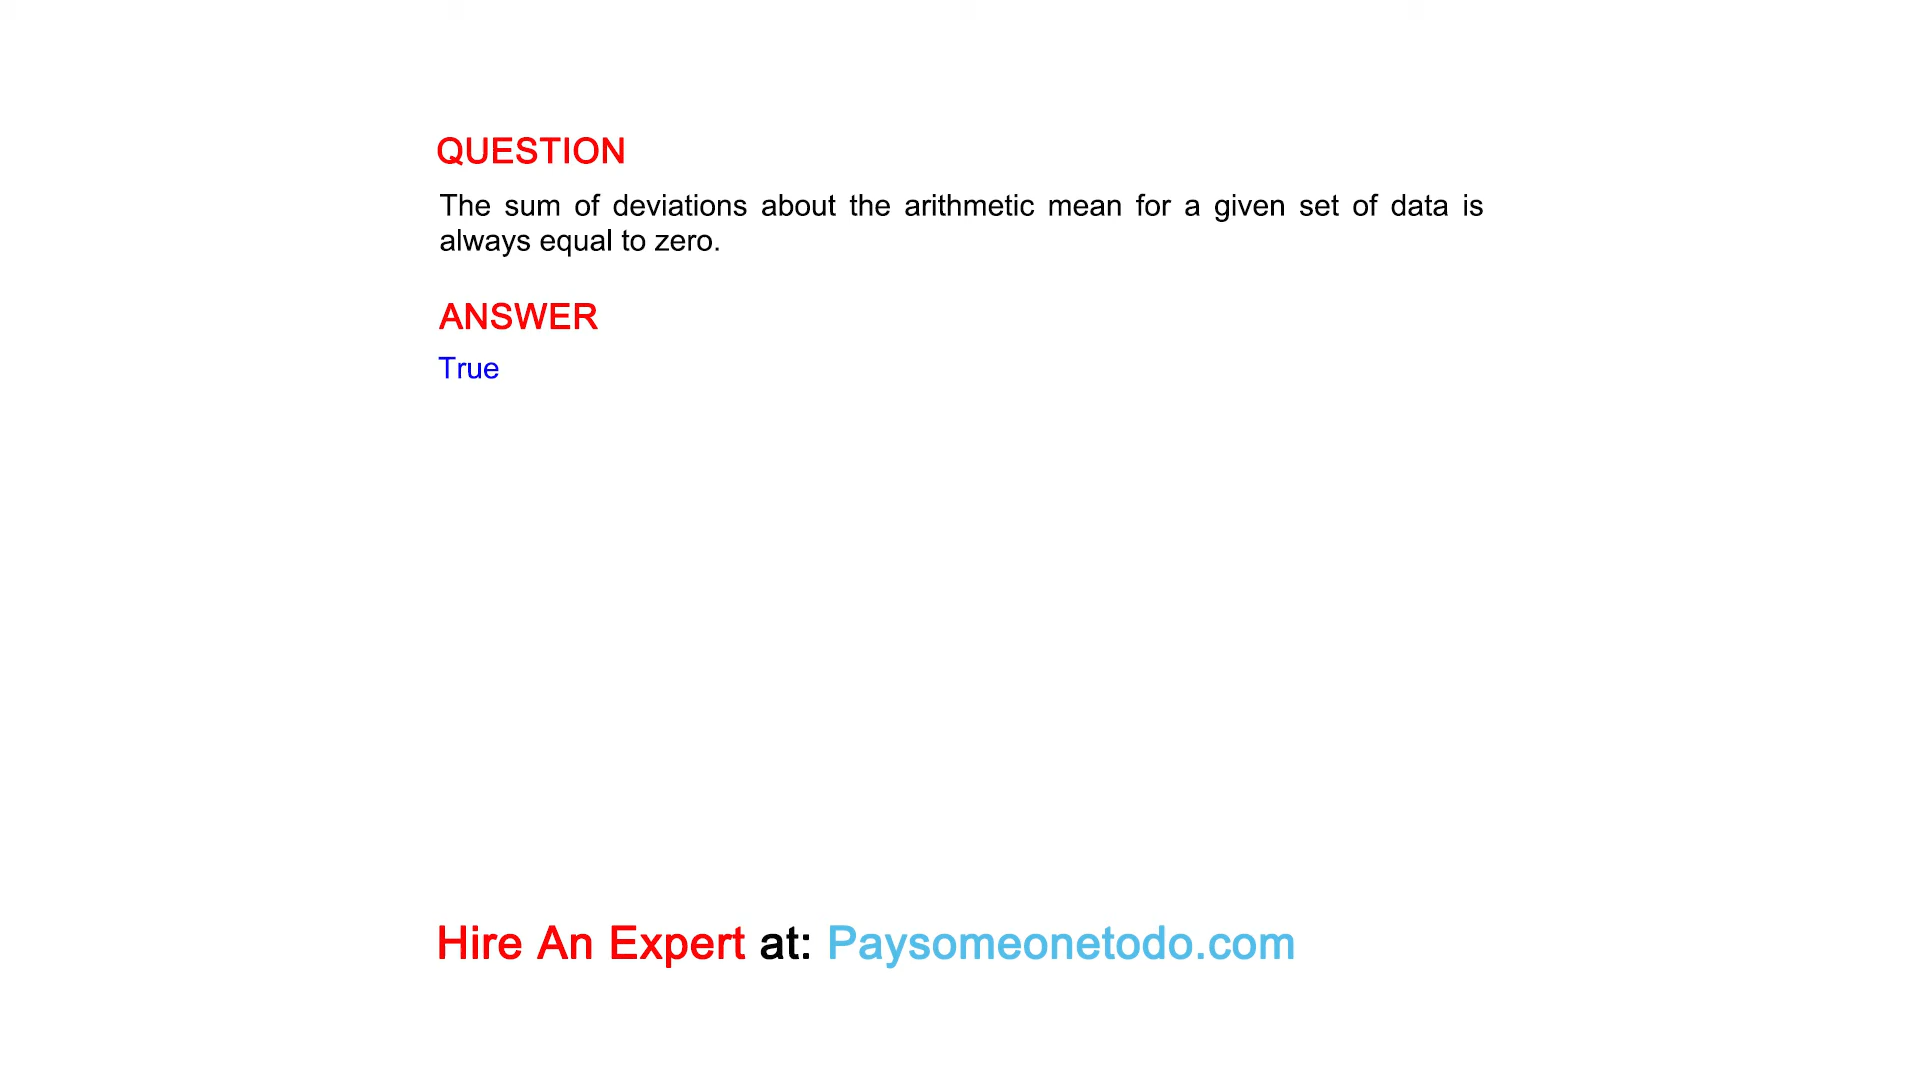 QUESTION
The sum of deviations about the arithmetic mean for a given set of data is
always equal to zero.
ANSWER
True
Hire An Expert at: Paysomeonetodo.com